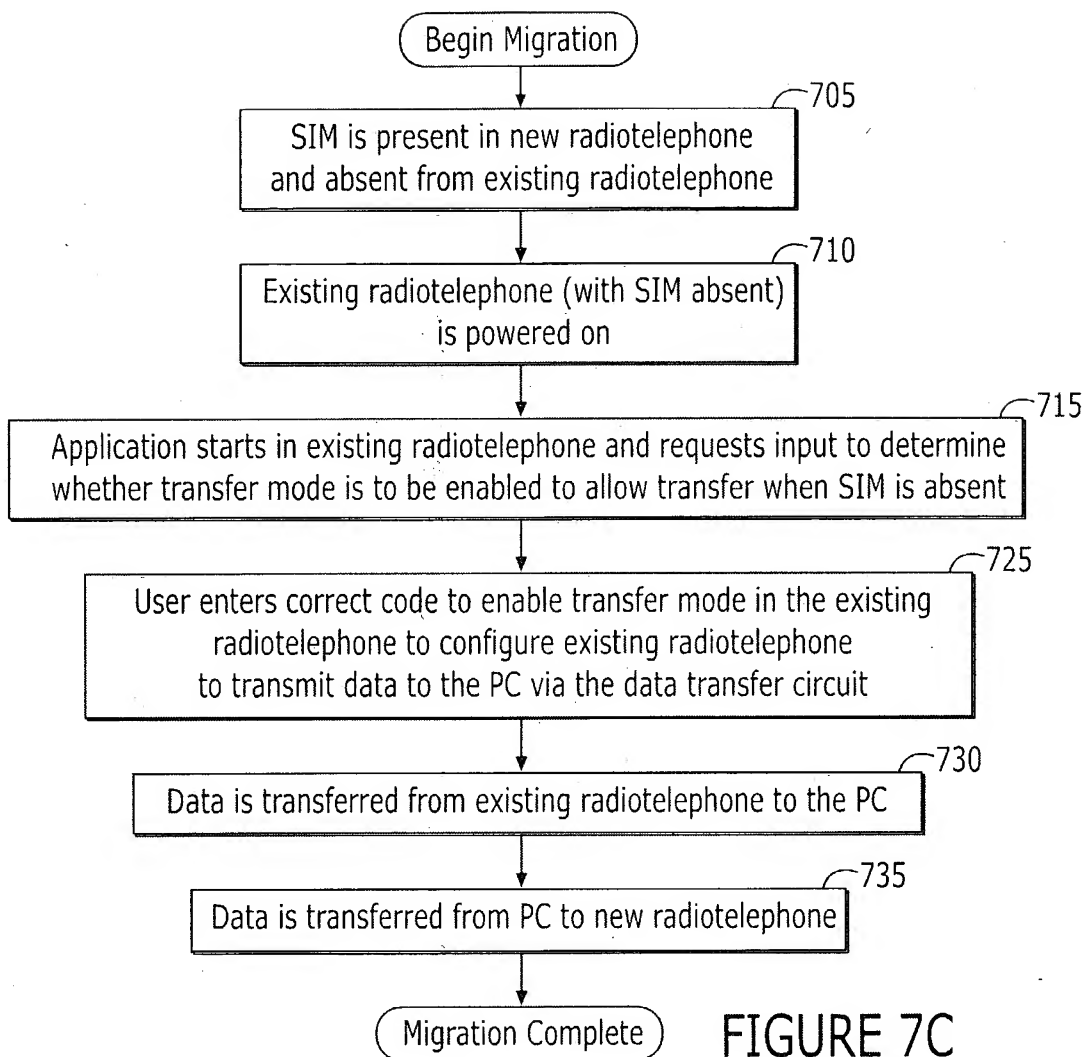 Begin Migration
705
SIM is present in new radiotelephone
and absent from existing radiotelephone
710
Existing radiotelephone (with SIM absent)
is powered on
715
Application starts in existing radiotelephone and requests input to determine
whether transfer mode is to be enabled to allow transfer when SIM is absent
725
User enters correct code to enable transfer mode in the existing
radiotelephone to configure existing radiotelephone
to transmit data to the PC via the data transfer circuit
730
Data is transferred from existing radiotelephone to the PC
735
Data is transferred from PC to new radiotelephone
Migration Complete
FIGURE 7C